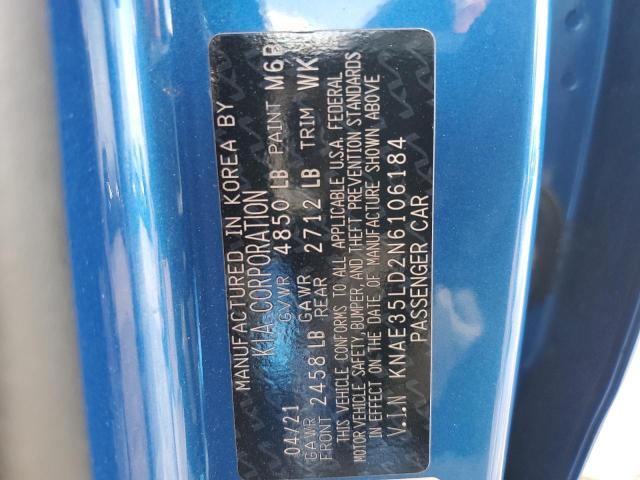 MANUFACTURED IN KOREA BY
KIA CORPORATION
04/21 GVWR 4850 LB PAINT M6B
GAWR FRONT 2458 LB GAWR REAR 2712 LB TRIM WK
THIS VEHICLE CONFORMS TO ALL APPLICABLE U.S.A. FEDERAL
MOTOR VEHICLE SAFETY, BUMPER, AND THEFT PREVENTION STANDARDS
IN EFFECT ON THE DATE OF MANUFACTURE SHOWN ABOVE
V.I.N KNAE35LD2N6106184
PASSENGER CAR